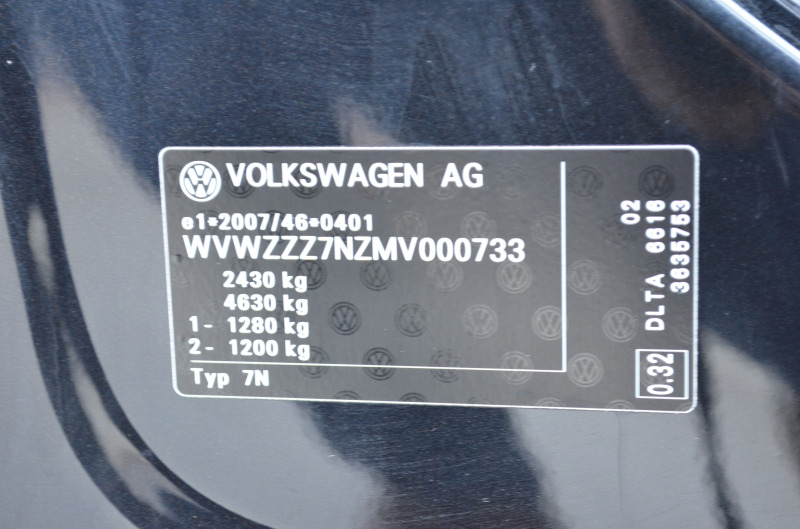 VOLKSWAGEN AG
e1*2007/46*0401
WVWZZZ7NZMV000733
2430 kg
4630 kg
1- 1280 kg
2- 1200 kg
Typ 7N
02
DLTA 6616
3635753
0.32